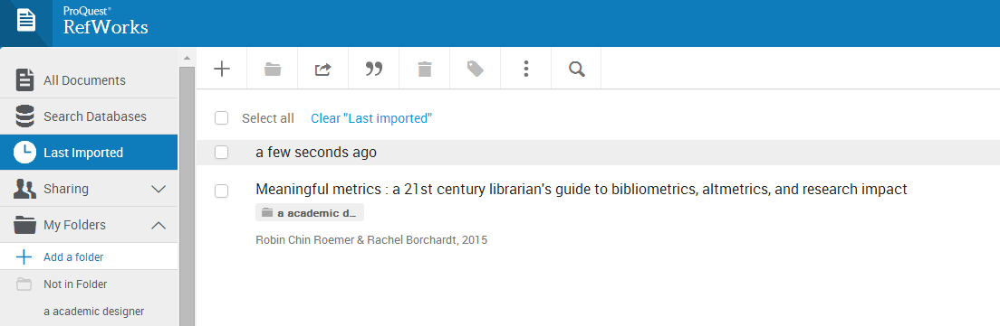 ProQuest®
RefWorks
All Documents
Search Databases
Last Imported
Sharing
My Folders
Add a folder
Not in Folder
a academic designer
Select all Clear "Last imported"
a few seconds ago
Meaningful metrics : a 21st century librarian's guide to bibliometrics, altmetrics, and research impact
a academic d...
Robin Chin Roemer & Rachel Borchardt, 2015